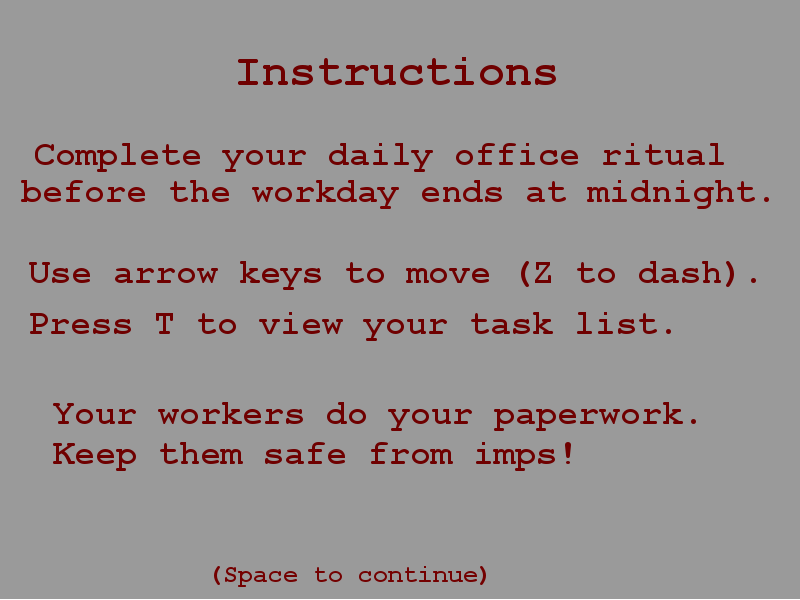 Instructions
Complete your daily office ritual
before the workday ends at midnight.
Use arrow keys to move (Z to dash).
Press T to view your task list.
Your workers do your paperwork.
Keep them safe from imps!
(Space to continue)